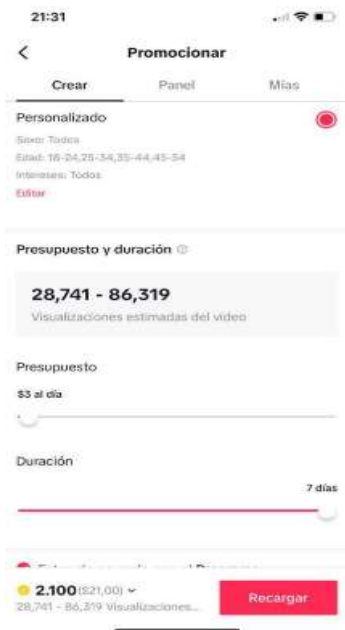 21:31
Promocionar
Crear Panel Mías
Personalizado
Sexo: Todos
Edad: 18-24,25-34,35-44,45-54
Intereses: Todos
Editar
Presupuesto y duración
28,741 - 86,319
Visualizaciones estimadas del video
Presupuesto
$3 al día
Duración
7 días
2.100 ($21,00)
28,741 - 86,319 Visualizaciones...
Recargar